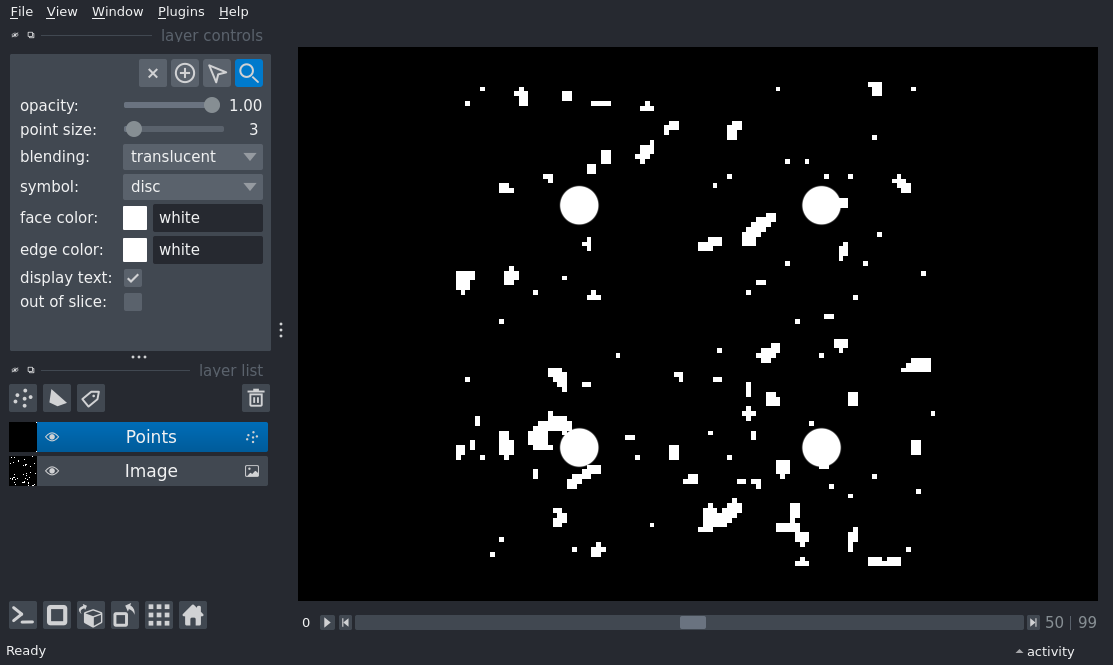 File View Window Plugins Help
layer controls
opacity: 1.00
point size: 3
blending: translucent
symbol: disc
face color: white
edge color: white
display text:
out of slice:
layer list
Points
Image
0 50 | 99
Ready activity